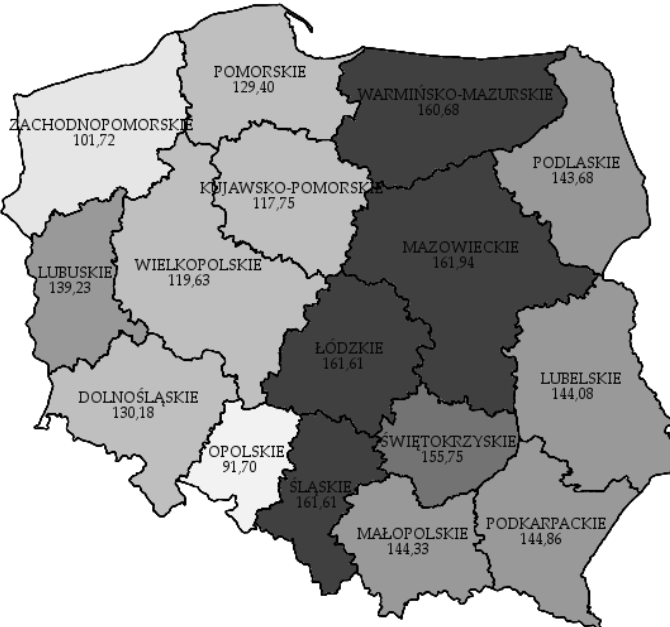 POMORSKIE
129,40
WARMIŃSKO-MAZURSKIE
160,68
ZACHODNOPOMORSKIE
101,72
PODLASKIE
143,68
KUJAWSKO-POMORSKIE
117,75
MAZOWIECKIE
161,94
LUBUSKIE
139,23
WIELKOPOLSKIE
119,63
ŁÓDZKIE
161,61
LUBELSKIE
144,08
DOLNOŚLĄSKIE
130,18
OPOLSKIE
91,70
ŚWIĘTOKRZYSKIE
155,75
ŚLĄSKIE
161,61
MAŁOPOLSKIE
144,33
PODKARPACKIE
144,86